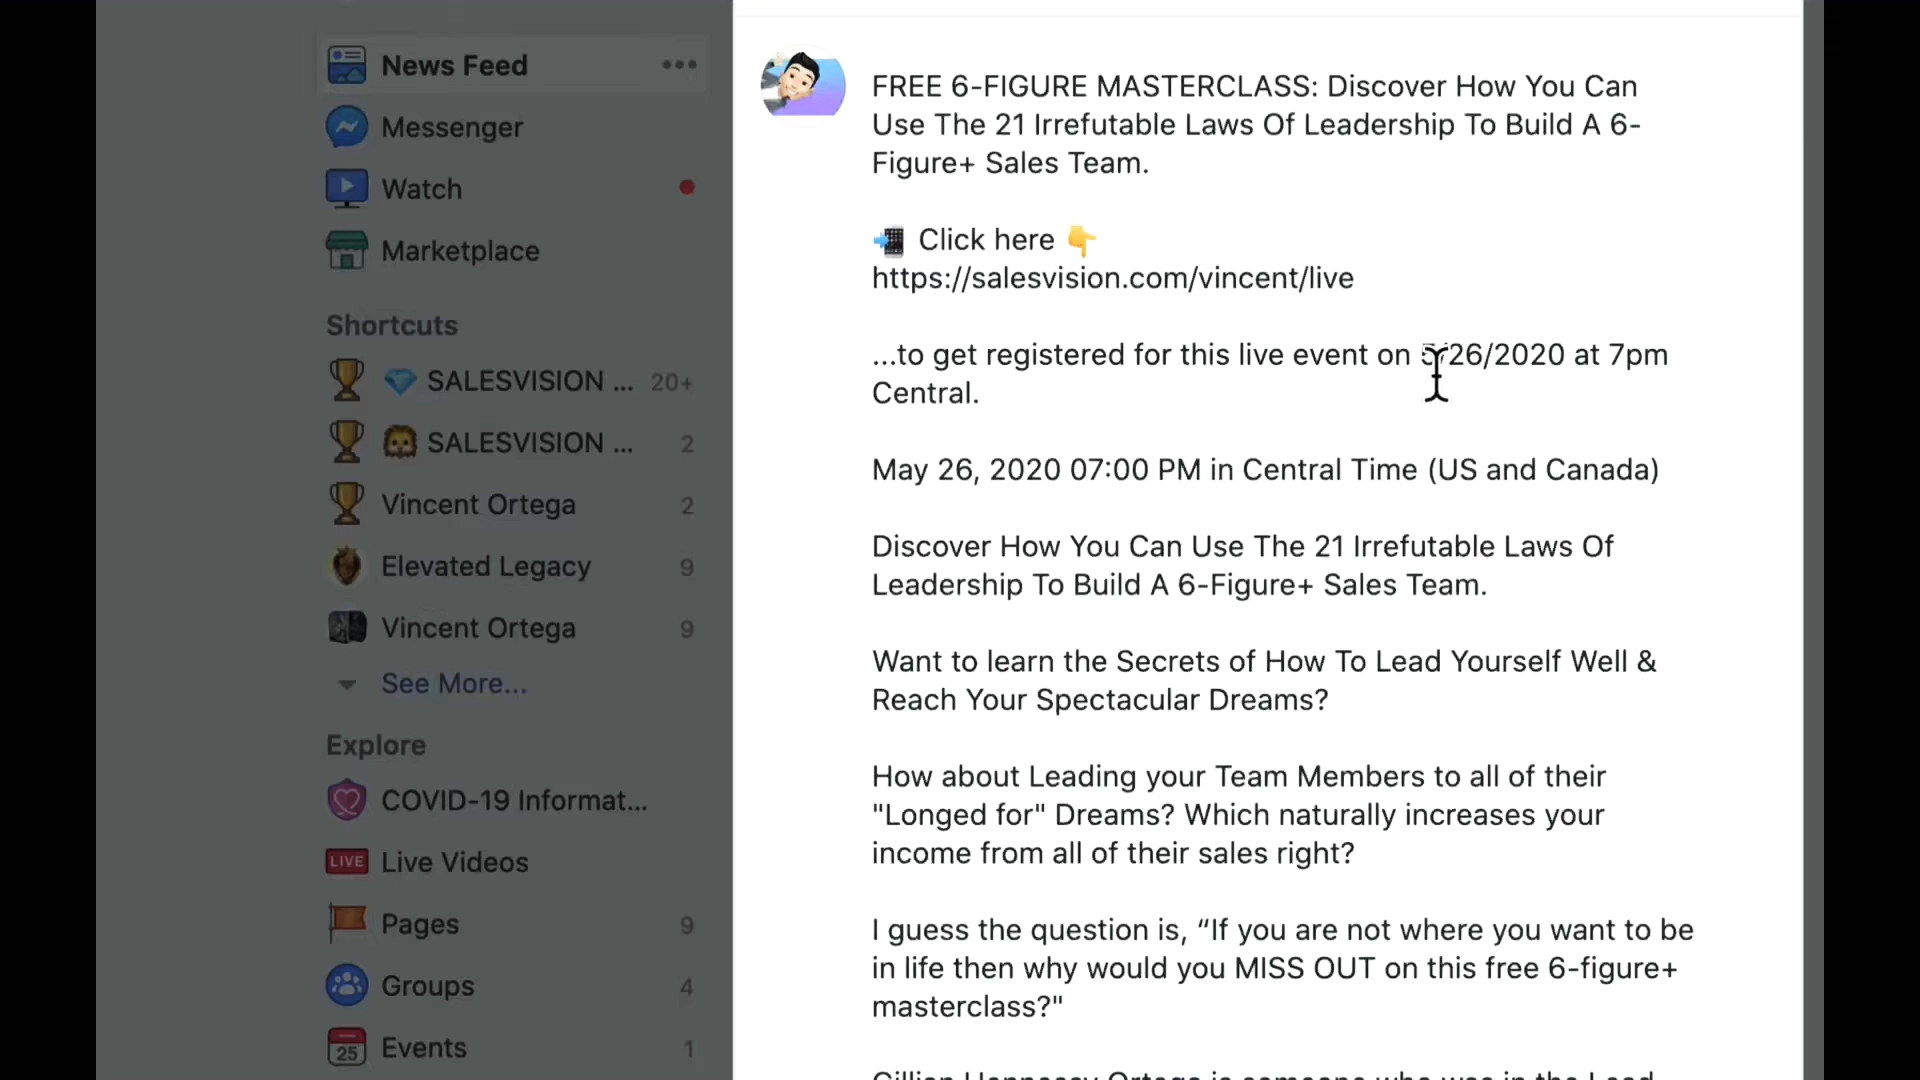 News Feed
Messenger
Watch
Marketplace
Shortcuts
SALESVISION ... 20+
SALESVISION ... 2
Vincent Ortega 2
Elevated Legacy 9
Vincent Ortega 9
See More...
Explore
COVID-19 Informat...
LIVE Live Videos
Pages 9
Groups 4
25 Events 1
FREE 6-FIGURE MASTERCLASS: Discover How You Can
Use The 21 Irrefutable Laws Of Leadership To Build A 6-
Figure+ Sales Team.
Click here
https://salesvision.com/vincent/live
...to get registered for this live event on 5/26/2020 at 7pm
Central.
May 26, 2020 07:00 PM in Central Time (US and Canada)
Discover How You Can Use The 21 Irrefutable Laws Of
Leadership To Build A 6-Figure+ Sales Team.
Want to learn the Secrets of How To Lead Yourself Well &
Reach Your Spectacular Dreams?
How about Leading your Team Members to all of their
"Longed for" Dreams? Which naturally increases your
income from all of their sales right?
I guess the question is, “If you are not where you want to be
in life then why would you MISS OUT on this free 6-figure+
masterclass?"